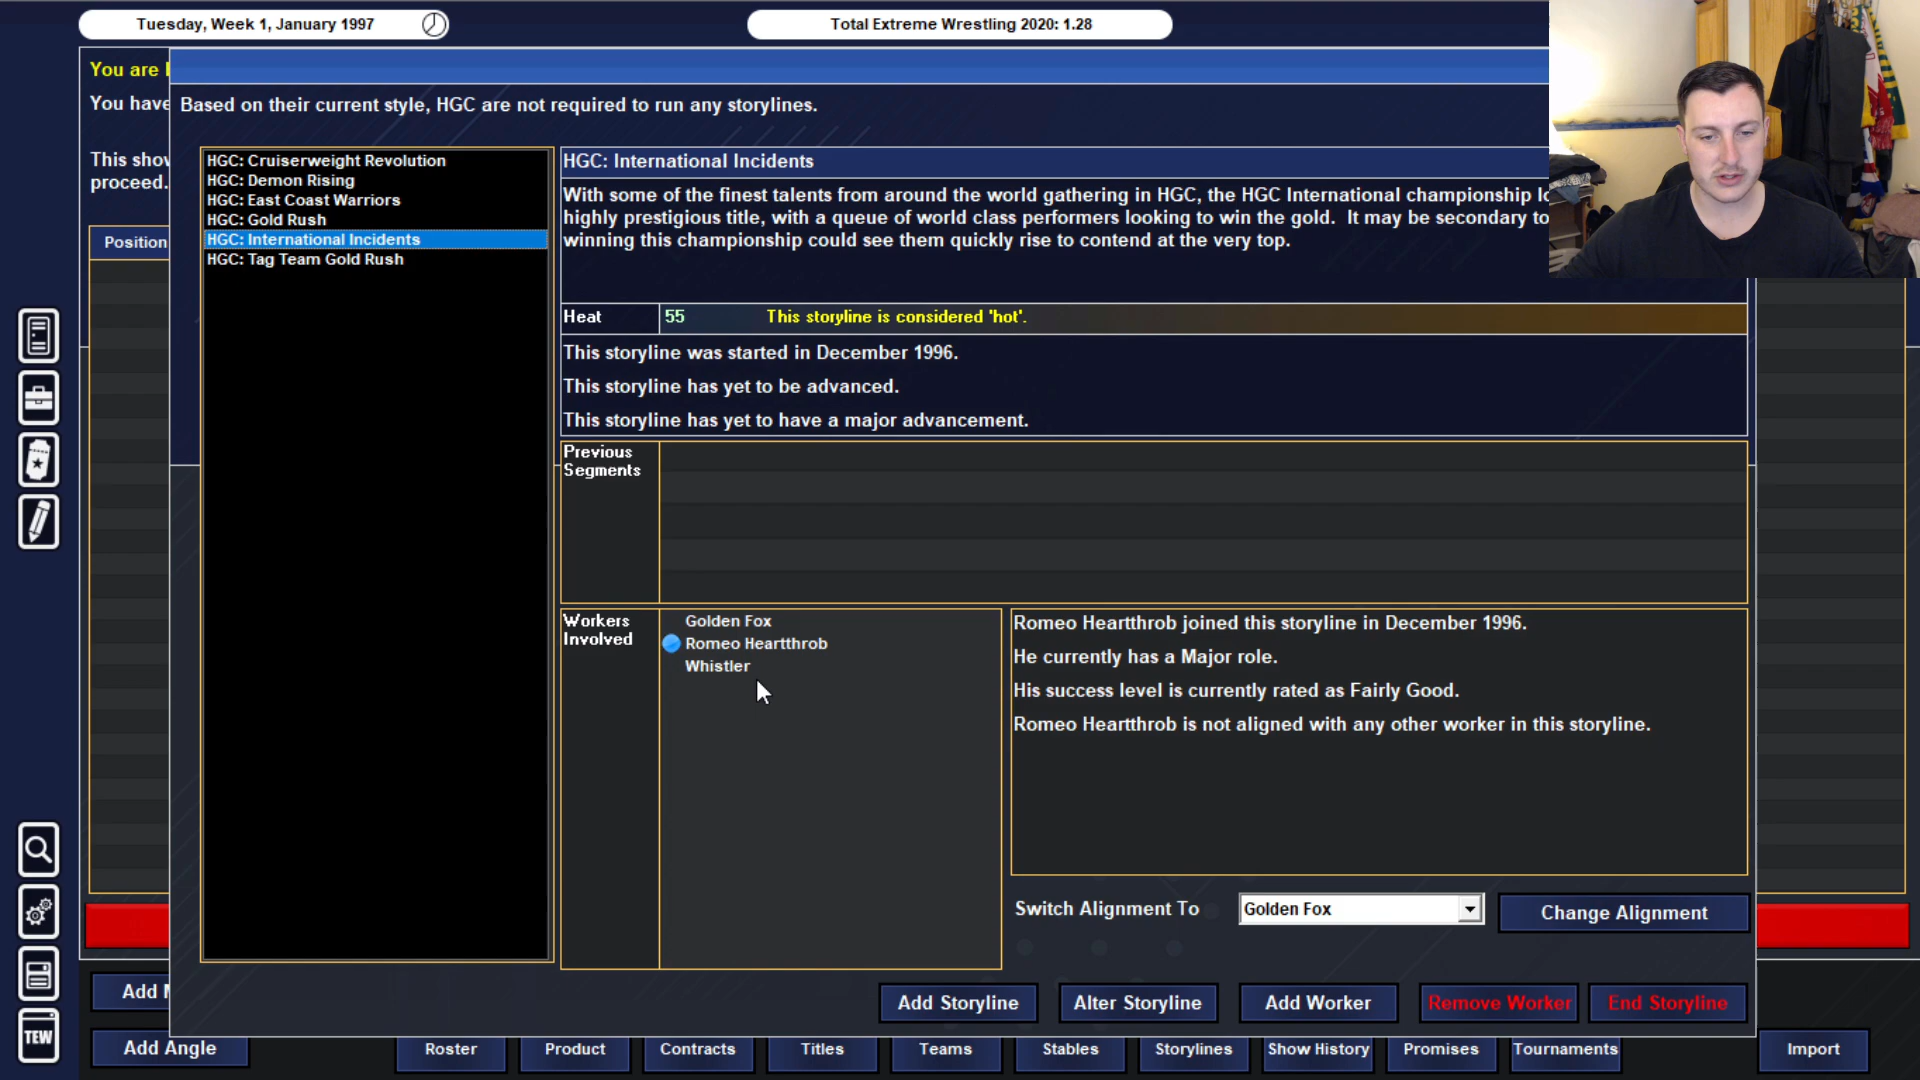 Tuesday, Week 1, January 1997
Total Extreme Wrestling 2020: 1.28
You are
You have
This show
proceed.
Position
Based on their current style, HGC are not required to run any storylines.
HGC: Cruiserweight Revolution
HGC: Demon Rising
HGC: East Coast Warriors
HGC: Gold Rush
HGC: International Incidents
HGC: Tag Team Gold Rush
HGC: International Incidents
With some of the finest talents from around the world gathering in HGC, the HGC International championship
highly prestigious title, with a queue of world class performers looking to win the gold. It may be secondary to
winning this championship could see them quickly rise to contend at the very top.
Heat 55 This storyline is considered 'hot'.
This storyline was started in December 1996.
This storyline has yet to be advanced.
This storyline has yet to have a major advancement.
Previous
Segments
Workers
Involved
Golden Fox
Romeo Heartthrob
Whistler
Romeo Heartthrob joined this storyline in December 1996.
He currently has a Major role.
His success level is currently rated as Fairly Good.
Romeo Heartthrob is not aligned with any other worker in this storyline.
Switch Alignment To Golden Fox Change Alignment
Add Storyline Alter Storyline Add Worker Remove Worker End Storyline
Add
Add Angle
Roster Product Contracts Titles Teams Stables Storylines Show History Promises Tournaments Import
TEW